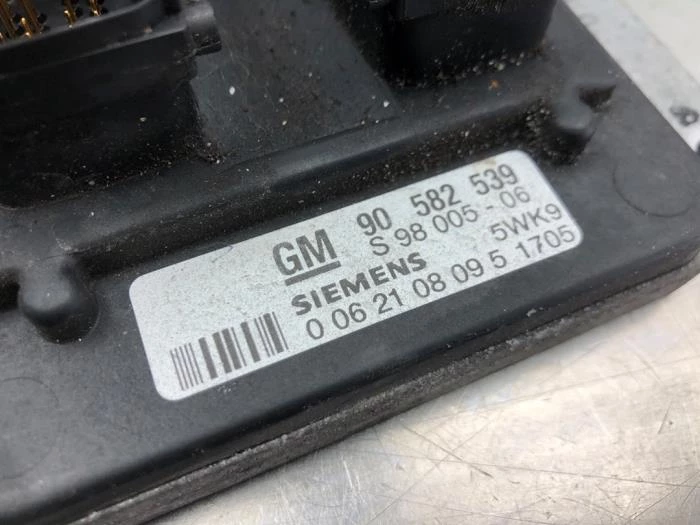 GM 90 582 539
S 98 005 - 06
SIEMENS 5WK9
0 06 21 08 09 5 1705